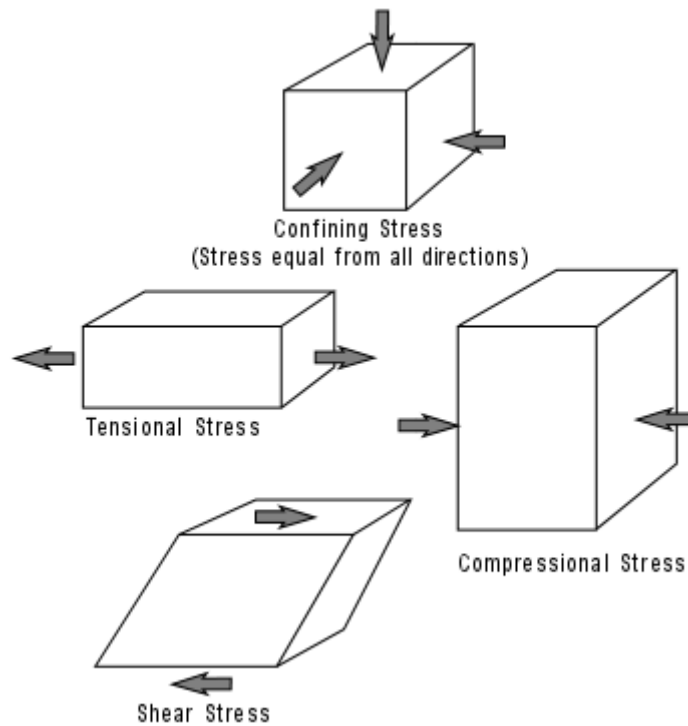 Confining Stress
(Stress equal from all directions)
Tensional Stress
Compressional Stress
Shear Stress